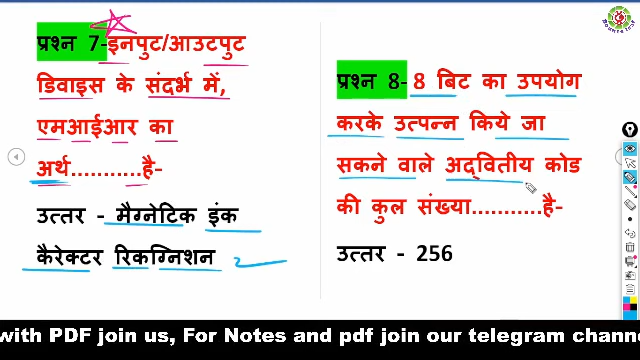 प्रश्न 7-इनपुट/आउटपुट
डिवाइस के संदर्भ में,
एमआईआर का
अर्थ...........है-
उत्तर - मैग्नेटिक इंक
कैरेक्टर रिकग्निशन
प्रश्न 8- 8 बिट का उपयोग
करके उत्पन्न किये जा
सकने वाले अद्वितीय कोड
की कुल संख्या...........है-
उत्तर - 256
with PDF join us, For Notes and pdf join our telegram chann